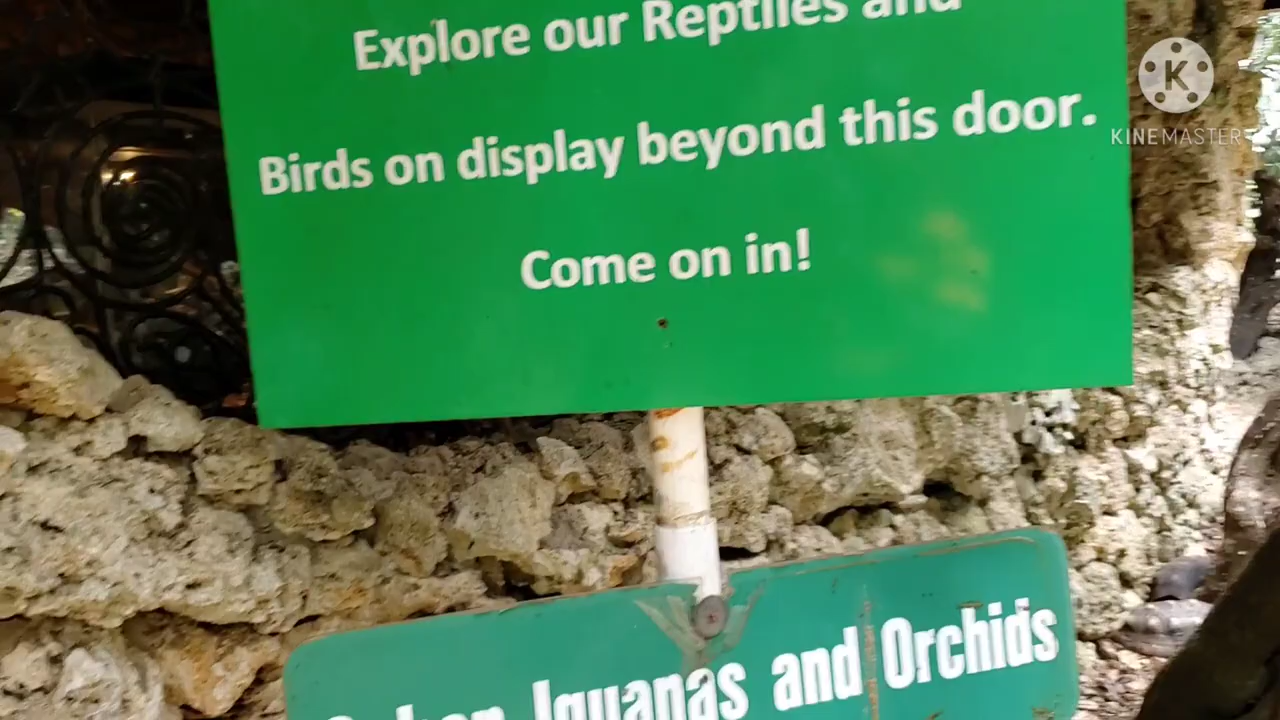 Explore our Reptiles and
K
KINEMASTER
Birds on display beyond this door.
Come on in!
Iguanas and Orchids